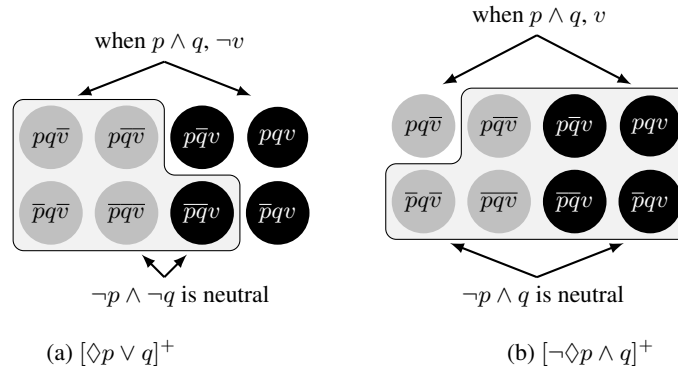 when p ∧ q, ¬v
when p ∧ q, v
pqv̅ pq̅v̅ pq̅v pqv
pqv̅ pq̅v̅ pq̅v pqv
p̅qv̅ p̅q̅v̅ p̅q̅v p̅qv
p̅qv̅ p̅q̅v̅ p̅q̅v p̅qv
¬p ∧ ¬q is neutral
¬p ∧ q is neutral
(a) [◊p ∨ q]⁺
(b) [¬◊p ∧ q]⁺